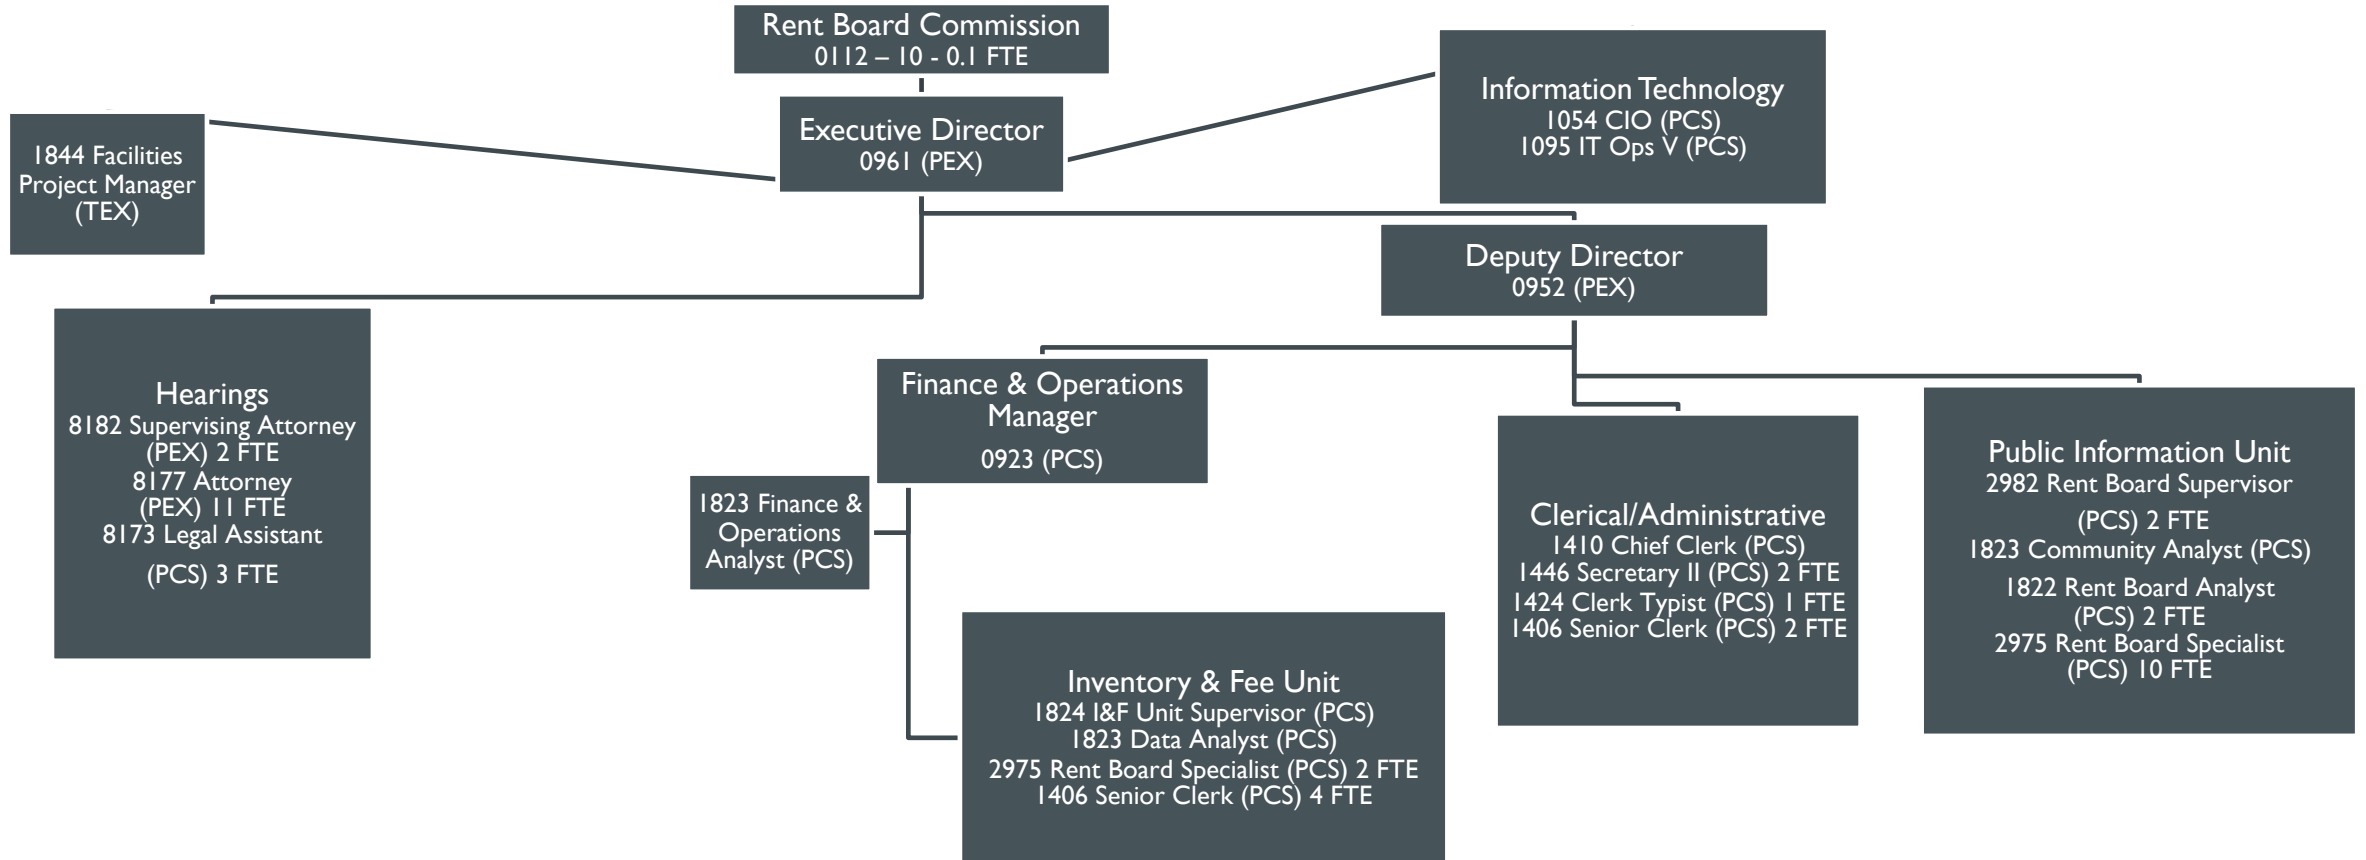 Rent Board Commission
0112 – 10 - 0.1 FTE
Executive Director
0961 (PEX)
Information Technology
1054 CIO (PCS)
1095 IT Ops V (PCS)
1844 Facilities
Project Manager
(TEX)
Deputy Director
0952 (PEX)
Hearings
8182 Supervising Attorney
(PEX) 2 FTE
8177 Attorney
(PEX) 11 FTE
8173 Legal Assistant
(PCS) 3 FTE
Finance & Operations
Manager
0923 (PCS)
1823 Finance &
Operations
Analyst (PCS)
Inventory & Fee Unit
1824 I&F Unit Supervisor (PCS)
1823 Data Analyst (PCS)
2975 Rent Board Specialist (PCS) 2 FTE
1406 Senior Clerk (PCS) 4 FTE
Clerical/Administrative
1410 Chief Clerk (PCS)
1446 Secretary II (PCS) 2 FTE
1424 Clerk Typist (PCS) 1 FTE
1406 Senior Clerk (PCS) 2 FTE
Public Information Unit
2982 Rent Board Supervisor
(PCS) 2 FTE
1823 Community Analyst (PCS)
1822 Rent Board Analyst
(PCS) 2 FTE
2975 Rent Board Specialist
(PCS) 10 FTE